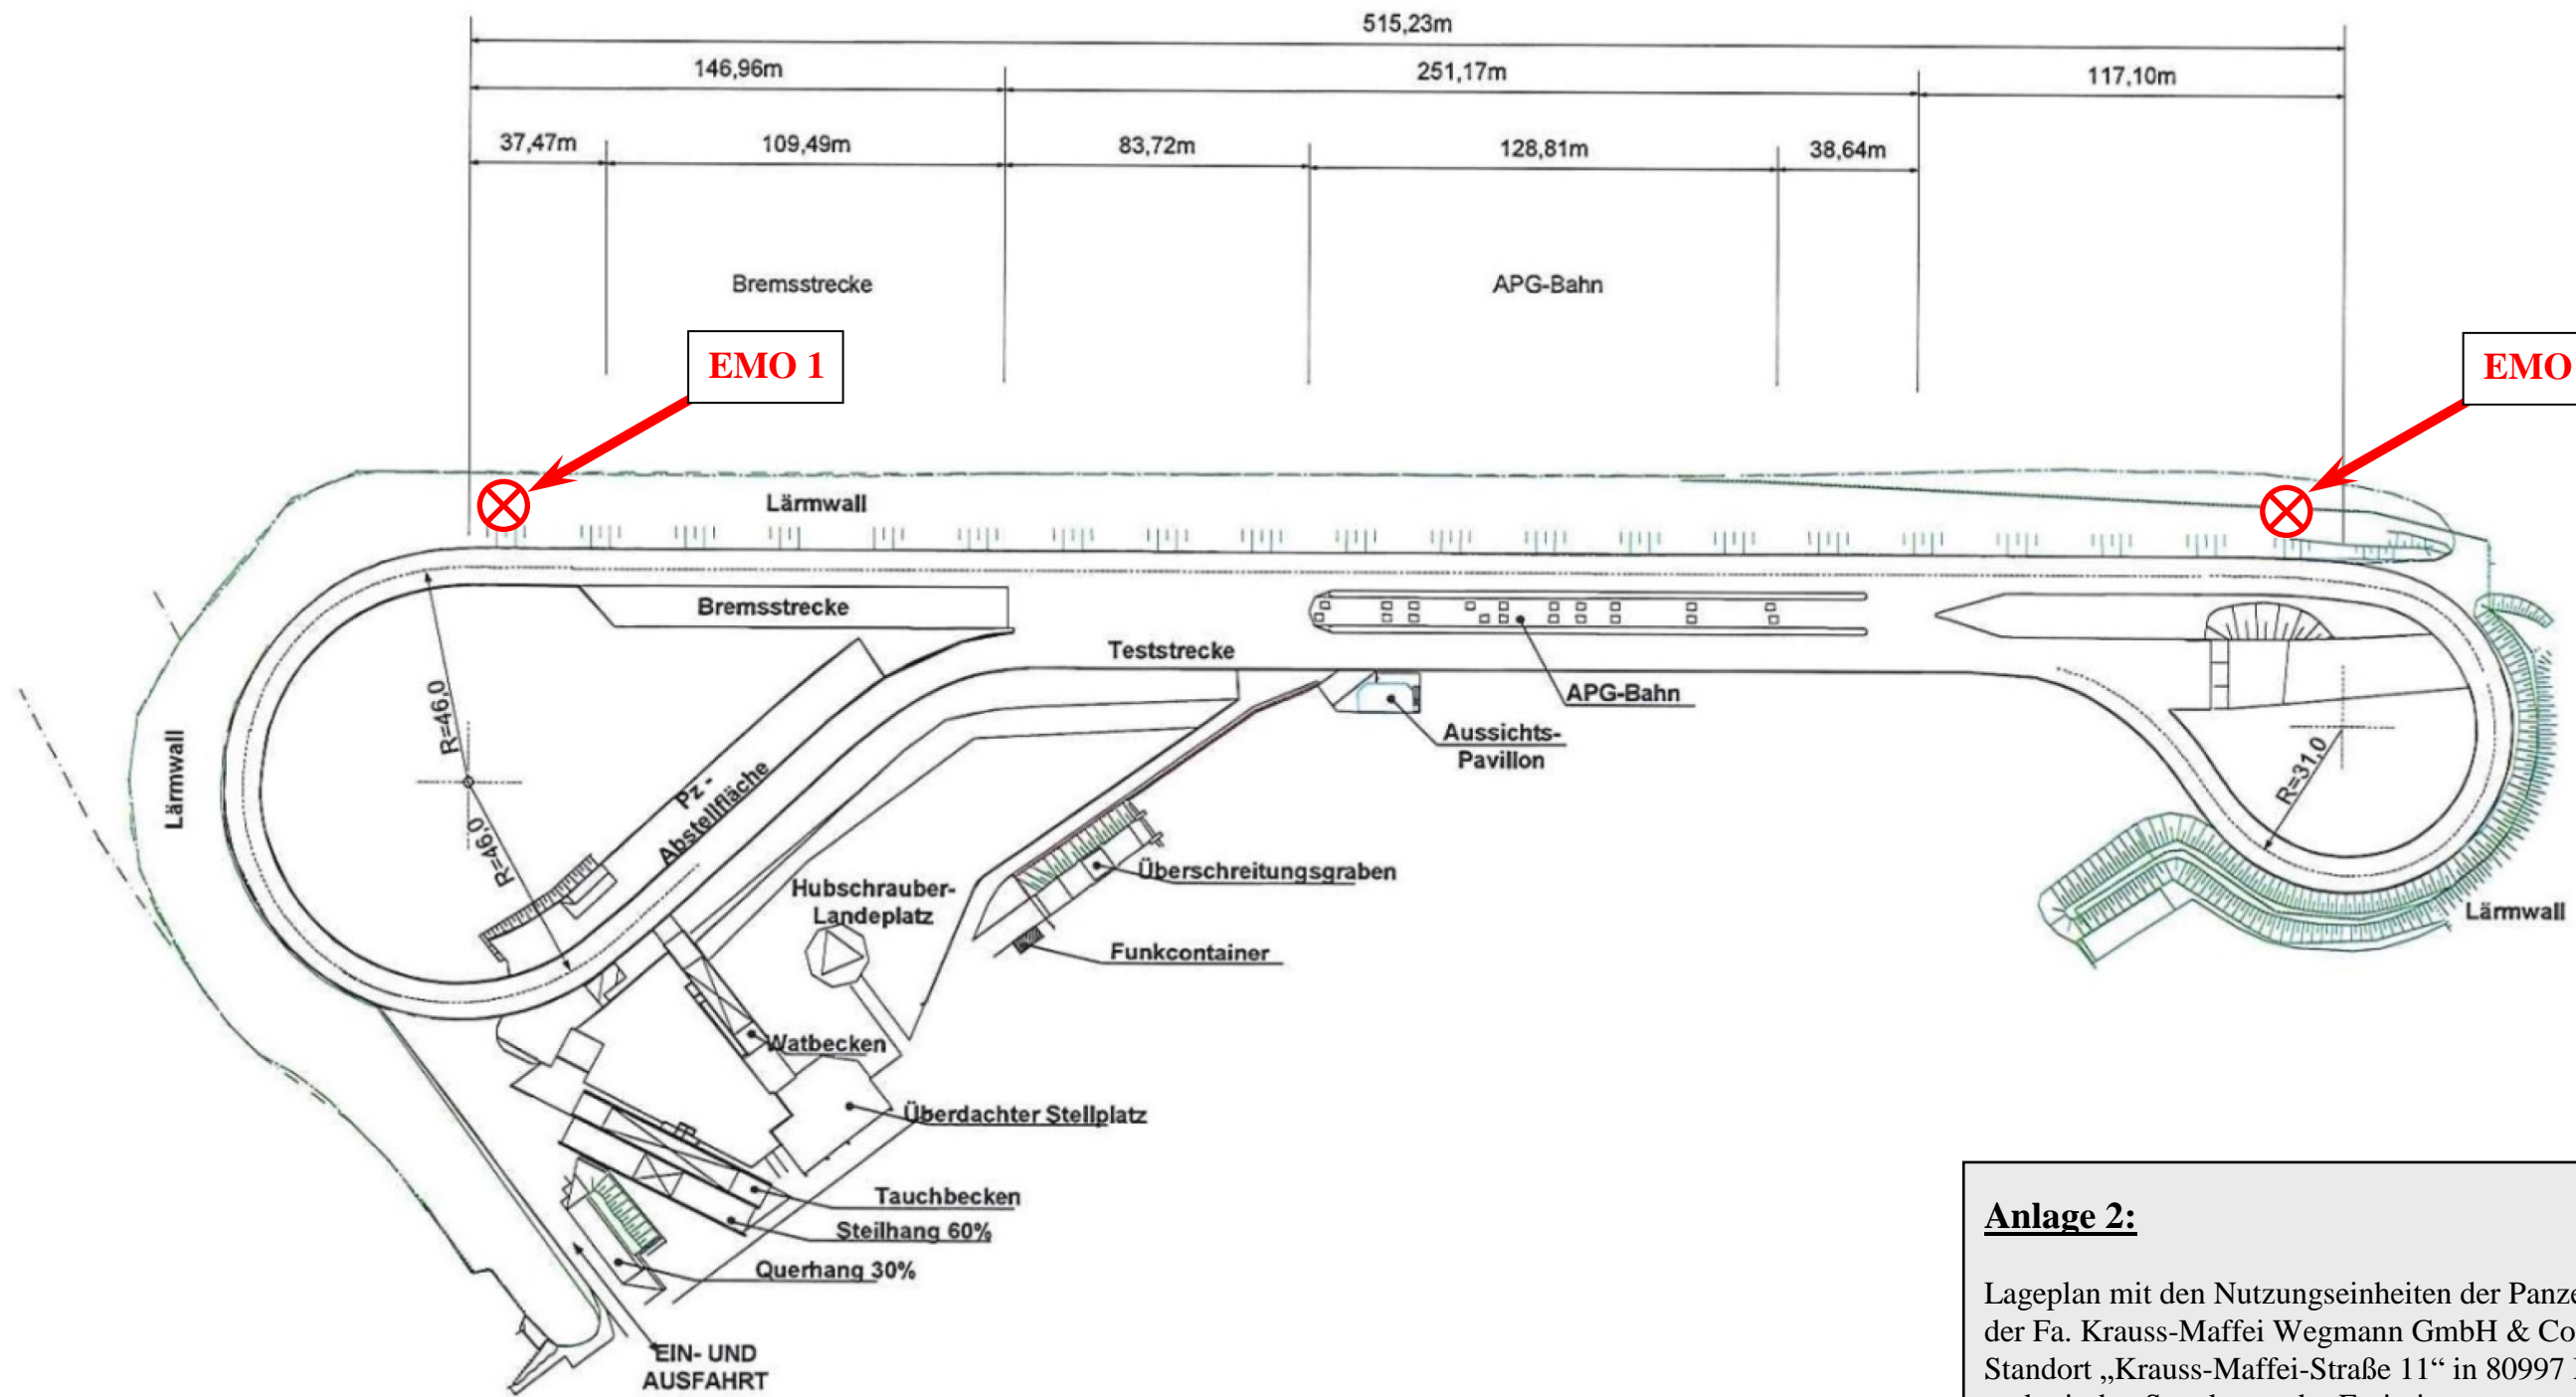 515,23m
146,96m
251,17m
117,10m
37,47m
109,49m
83,72m
128,81m
38,64m
Bremsstrecke
APG-Bahn
EMO 1
EMO
Lärmwall
Bremsstrecke
Teststrecke
APG-Bahn
Aussichts-
Pavillon
R=46,0
R=46,0
R=31,0
Lärmwall
Pz -
Abstellfläche
Überschreitungsgraben
Hubschrauber-
Landeplatz
Funkcontainer
Lärmwall
Watbecken
Überdachter Stellplatz
Tauchbecken
Steilhang 60%
Querhang 30%
EIN- UND
AUSFAHRT
Anlage 2:
Lageplan mit den Nutzungseinheiten der Panze
der Fa. Krauss-Maffei Wegmann GmbH & Co
Standort „Krauss-Maffei-Straße 11“ in 80997